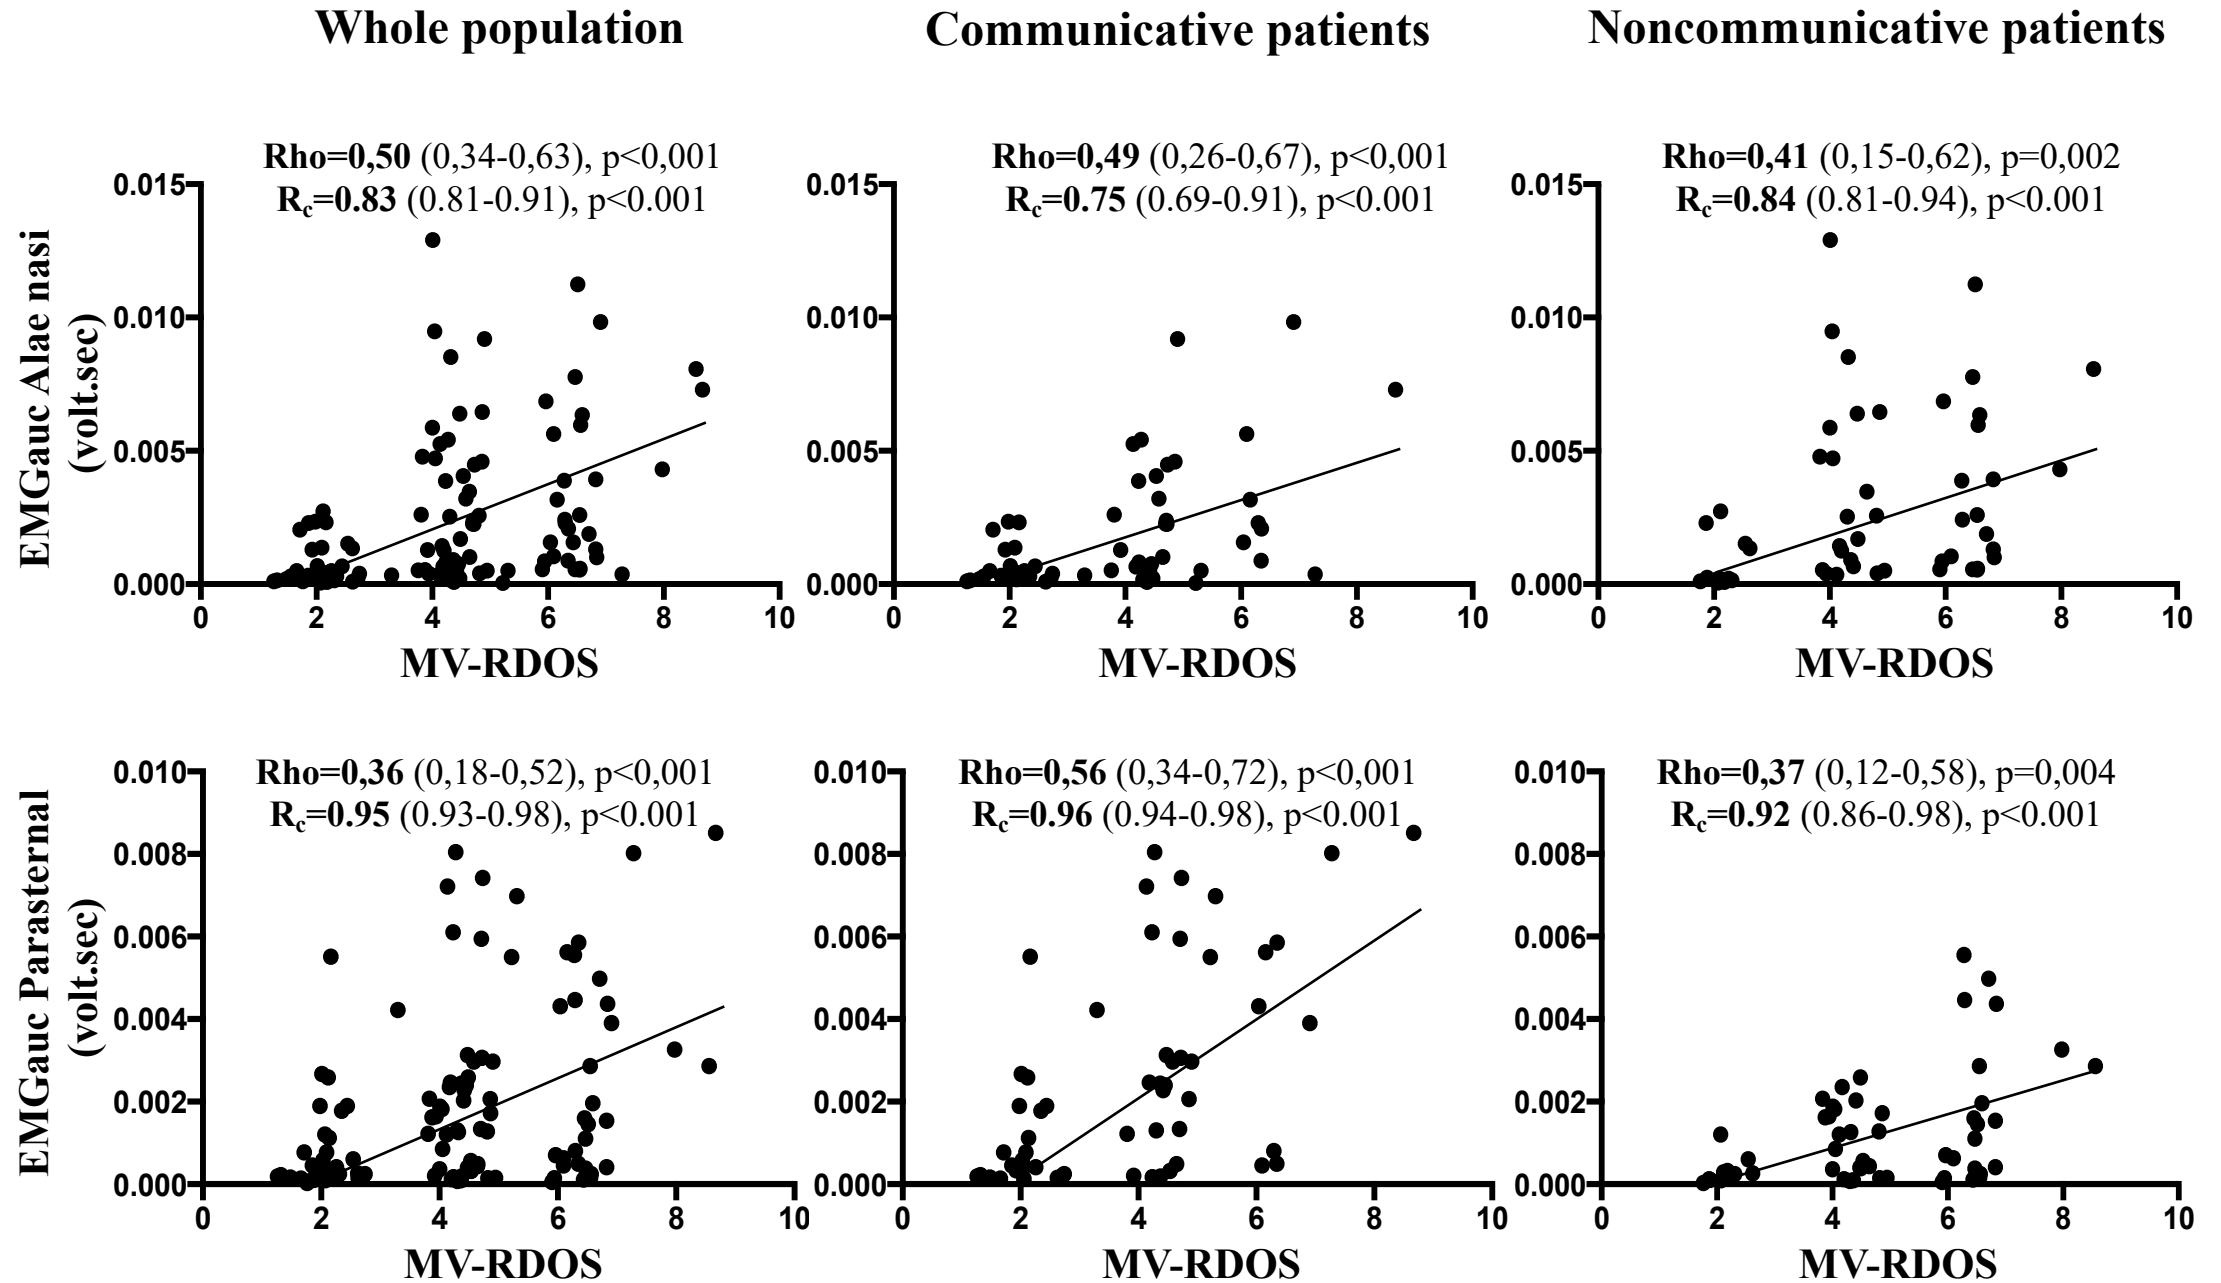 Whole population
Communicative patients
Noncommunicative patients
EMGauc Alae nasi
(volt.sec)
Rho=0,50 (0,34-0,63), p<0,001
Rc=0.83 (0.81-0.91), p<0.001
0.015
0.010
0.005
0.000
0 2 4 6 8 10
MV-RDOS
Rho=0,49 (0,26-0,67), p<0,001
Rc=0.75 (0.69-0.91), p<0.001
0.015
0.010
0.005
0.000
0 2 4 6 8 10
MV-RDOS
Rho=0,41 (0,15-0,62), p=0,002
Rc=0.84 (0.81-0.94), p<0.001
0.015
0.010
0.005
0.000
0 2 4 6 8 10
MV-RDOS
EMGauc Parasternal
(volt.sec)
Rho=0,36 (0,18-0,52), p<0,001
Rc=0.95 (0.93-0.98), p<0.001
0.010
0.008
0.006
0.004
0.002
0.000
0 2 4 6 8 10
MV-RDOS
Rho=0,56 (0,34-0,72), p<0,001
Rc=0.96 (0.94-0.98), p<0.001
0.010
0.008
0.006
0.004
0.002
0.000
0 2 4 6 8 10
MV-RDOS
Rho=0,37 (0,12-0,58), p=0,004
Rc=0.92 (0.86-0.98), p<0.001
0.010
0.008
0.006
0.004
0.002
0.000
0 2 4 6 8 10
MV-RDOS